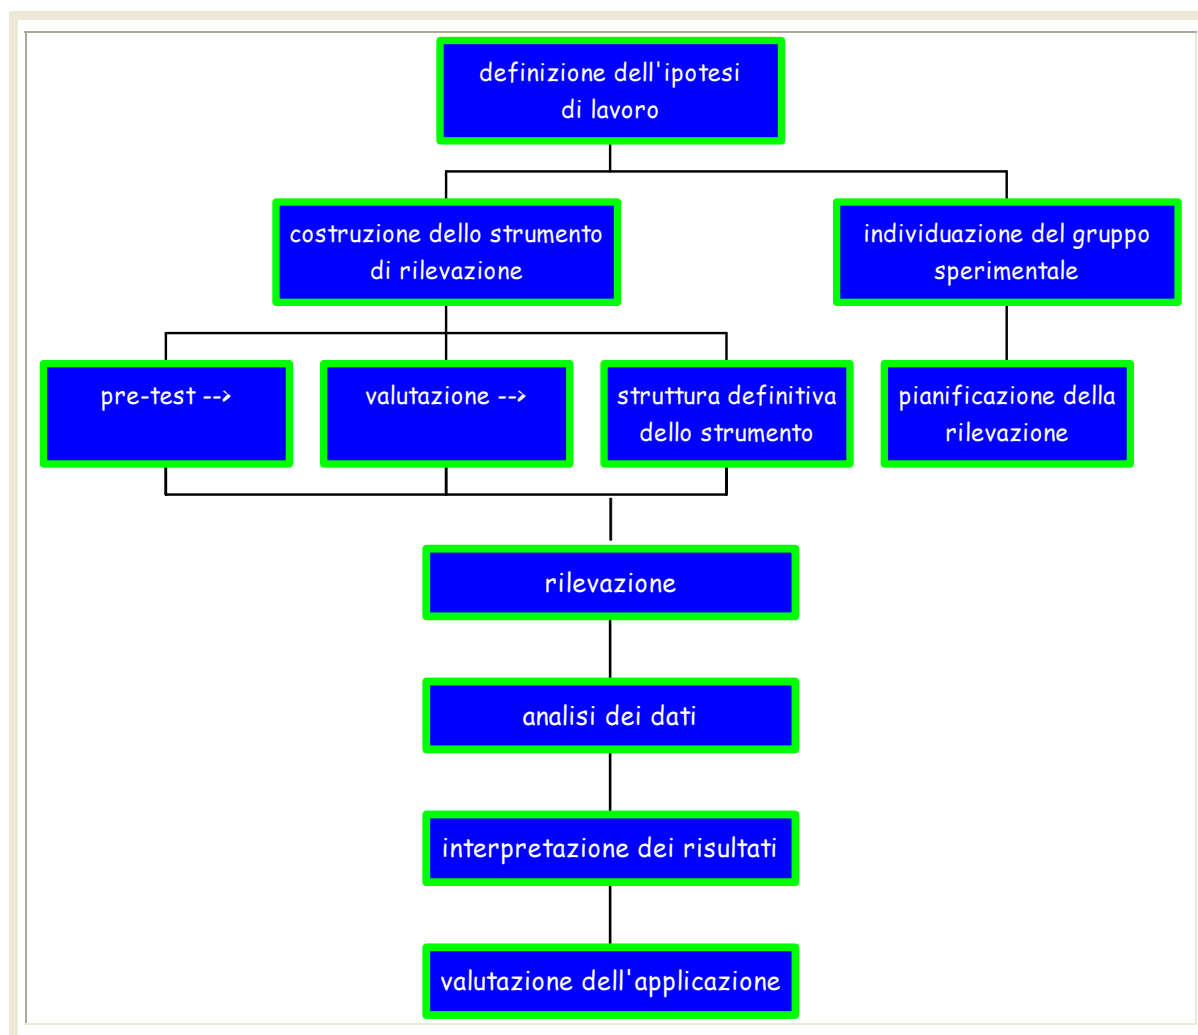 definizione dell'ipotesi
di lavoro
costruzione dello strumento
di rilevazione
individuazione del gruppo
sperimentale
pre-test -->
valutazione -->
struttura definitiva
dello strumento
pianificazione della
rilevazione
rilevazione
analisi dei dati
interpretazione dei risultati
valutazione dell'applicazione